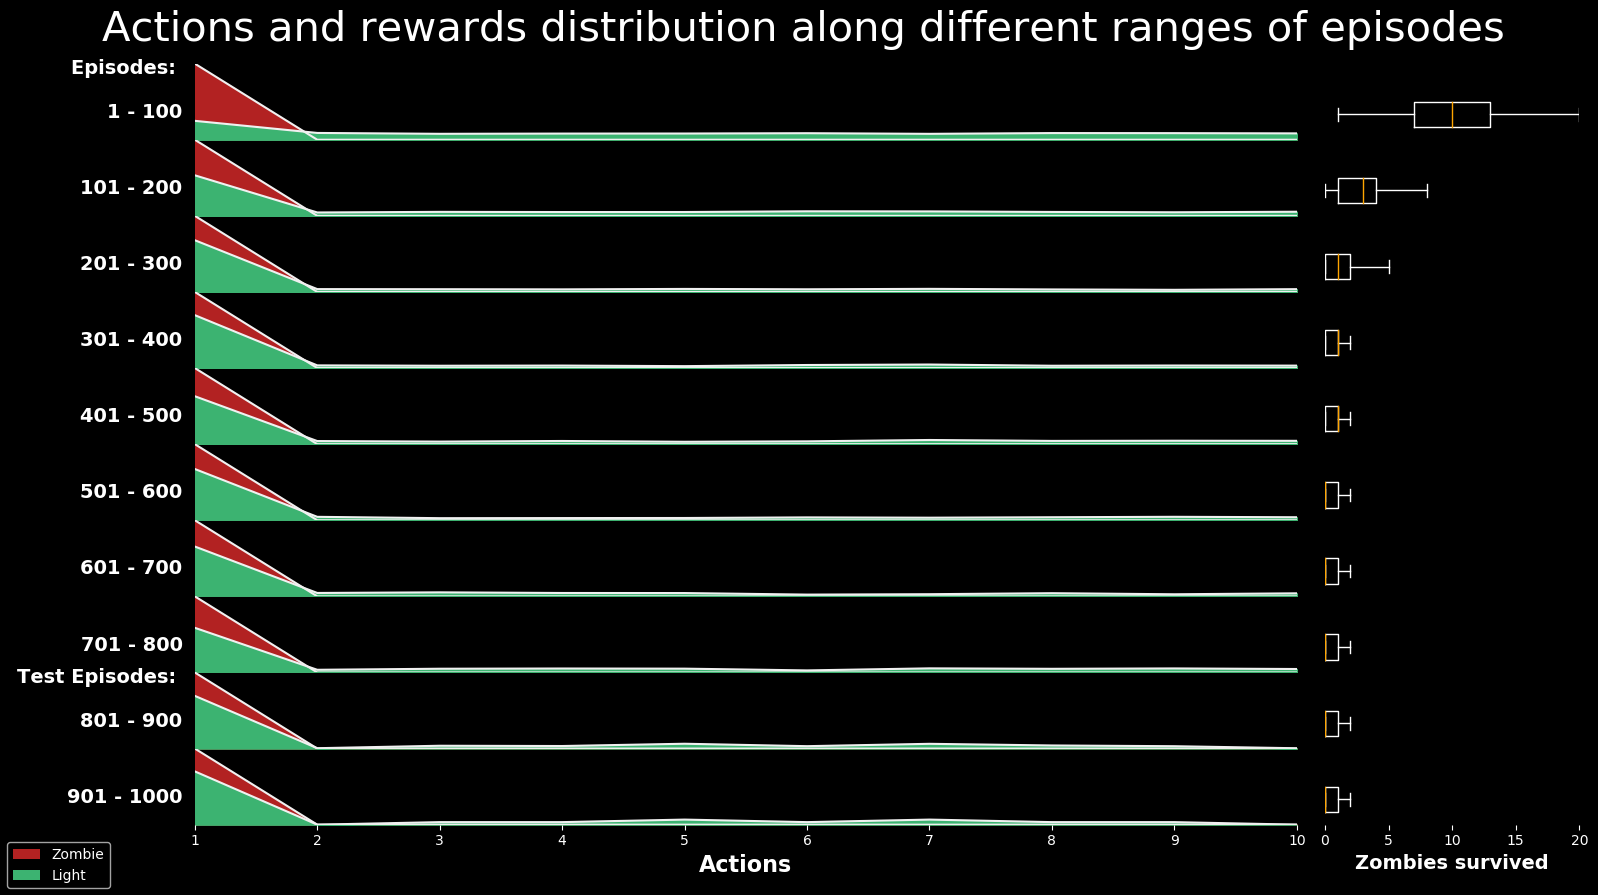 Actions and rewards distribution along different ranges of episodes
Episodes:
1 - 100
101 - 200
201 - 300
301 - 400
401 - 500
501 - 600
601 - 700
701 - 800
Test Episodes:
801 - 900
901 - 1000
1 2 3 4 5 6 7 8 9 10
0 5 10 15 20
Actions
Zombies survived
Zombie
Light